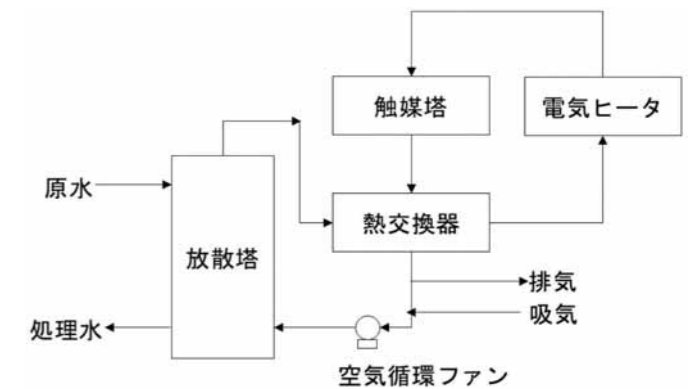 触媒塔
電気ヒータ
原水
熱交換器
放散塔
排気
吸気
処理水
空気循環ファン